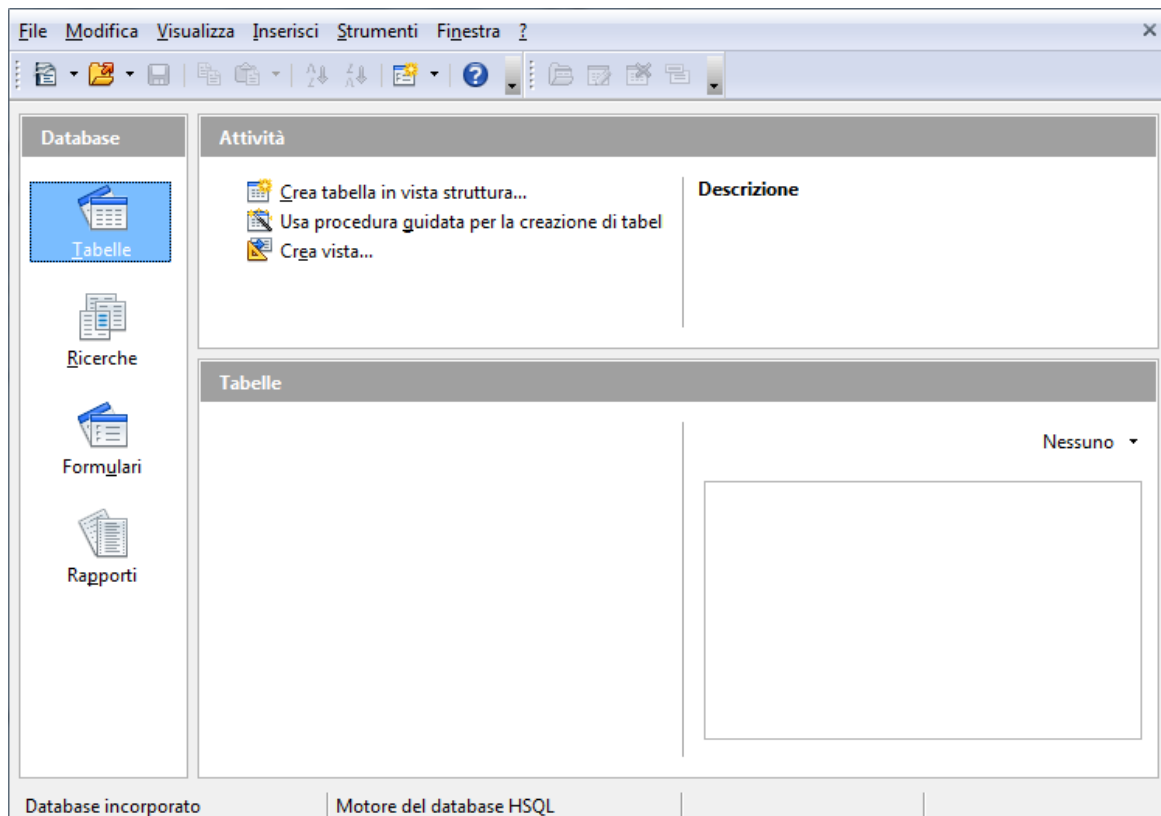 File Modifica Visualizza Inserisci Strumenti Finestra ?
Database
Attività
Tabelle
Ricerche
Formulari
Rapporti
Crea tabella in vista struttura...
Usa procedura guidata per la creazione di tabel
Crea vista...
Descrizione
Tabelle
Nessuno
Database incorporato
Motore del database HSQL